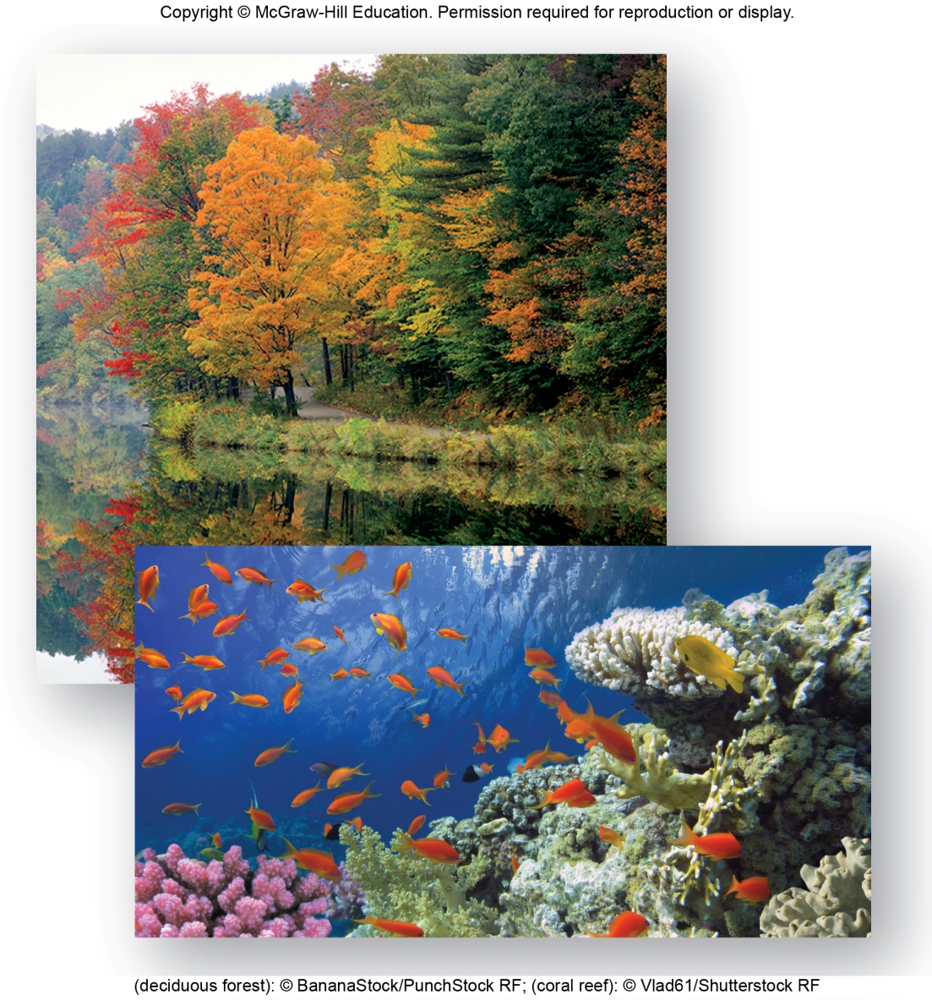 Copyright © McGraw-Hill Education. Permission required for reproduction or display.
(deciduous forest): © BananaStock/PunchStock RF; (coral reef): © Vlad61/Shutterstock RF